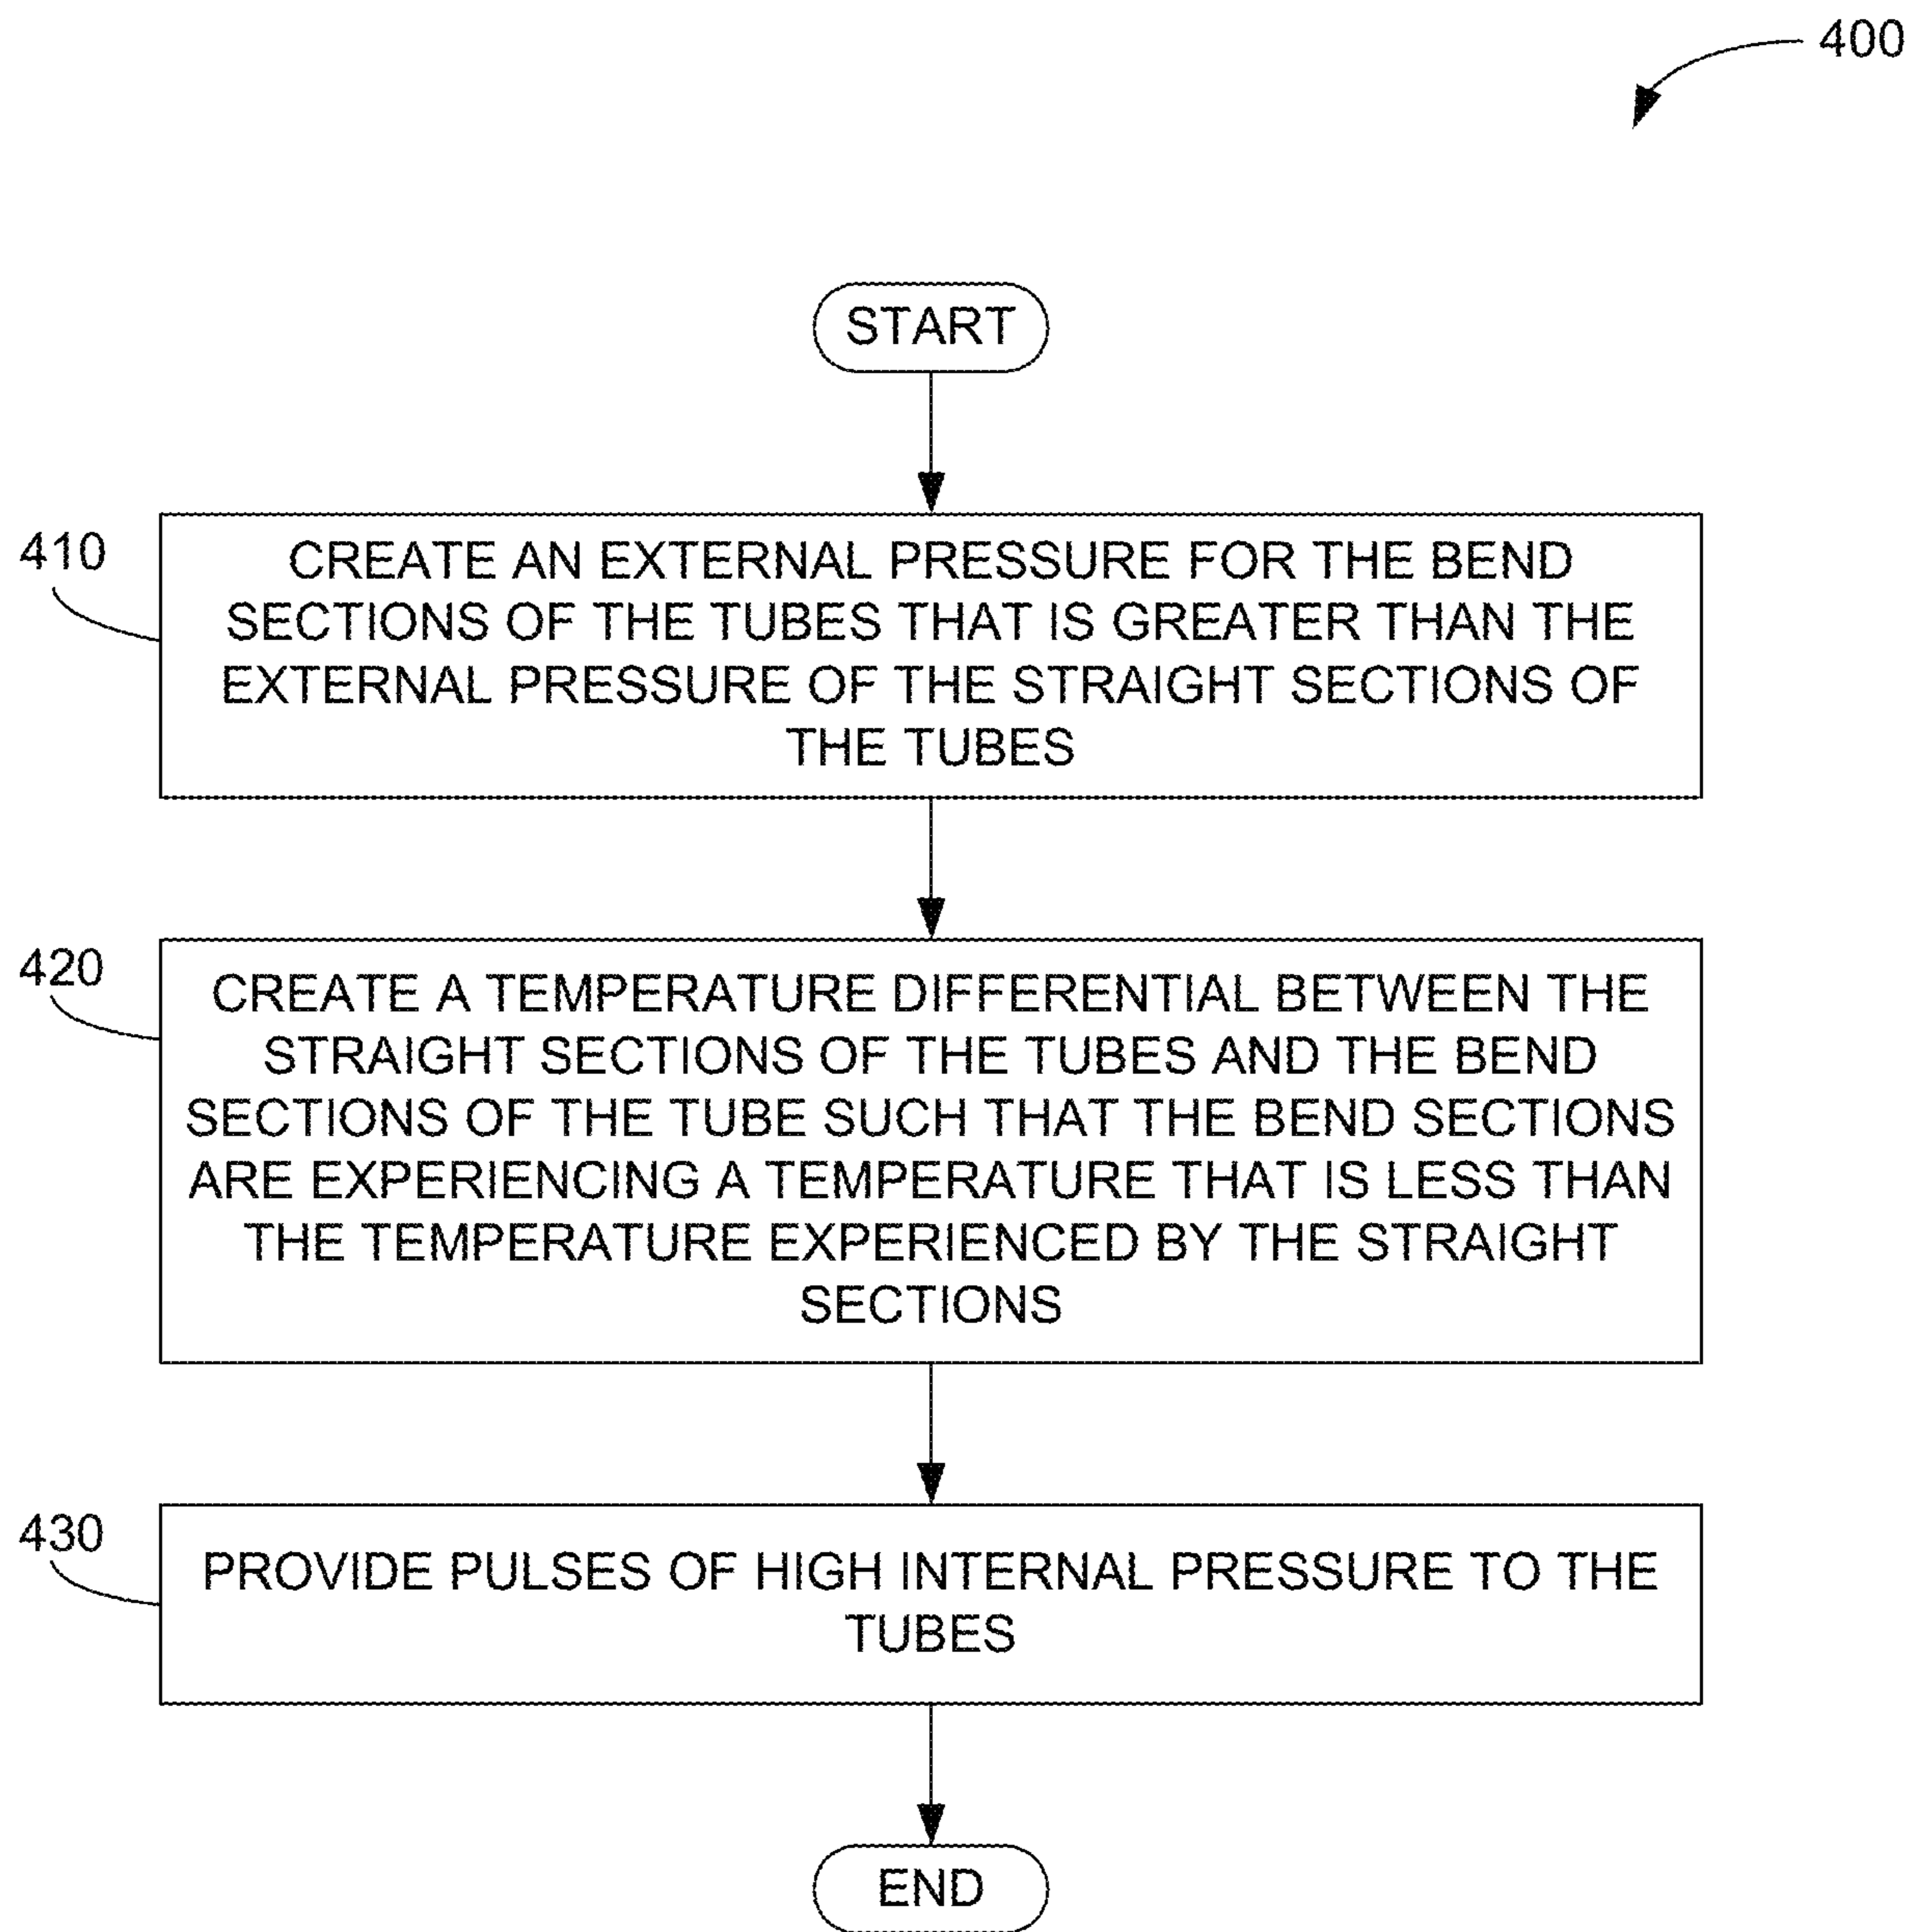 400
START
410
CREATE AN EXTERNAL PRESSURE FOR THE BEND
SECTIONS OF THE TUBES THAT IS GREATER THAN THE
EXTERNAL PRESSURE OF THE STRAIGHT SECTIONS OF
THE TUBES
420
CREATE A TEMPERATURE DIFFERENTIAL BETWEEN THE
STRAIGHT SECTIONS OF THE TUBES AND THE BEND
SECTIONS OF THE TUBE SUCH THAT THE BEND SECTIONS
ARE EXPERIENCING A TEMPERATURE THAT IS LESS THAN
THE TEMPERATURE EXPERIENCED BY THE STRAIGHT
SECTIONS
430
PROVIDE PULSES OF HIGH INTERNAL PRESSURE TO THE
TUBES
END